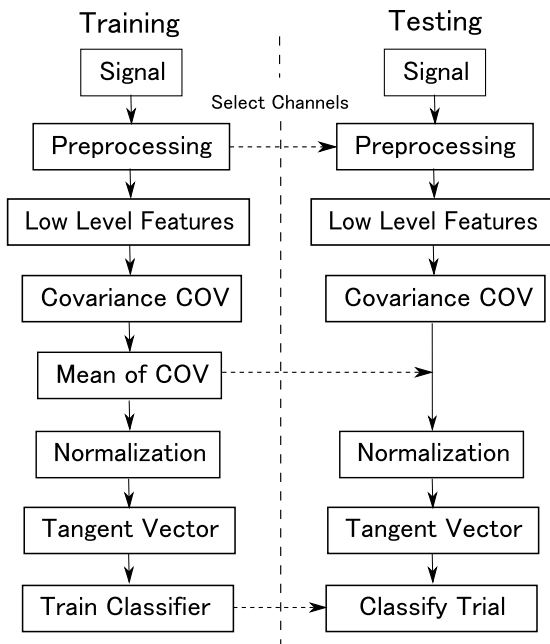 Training
Testing
Signal
Signal
Select Channels
Preprocessing
Preprocessing
Low Level Features
Low Level Features
Covariance COV
Covariance COV
Mean of COV
Normalization
Normalization
Tangent Vector
Tangent Vector
Train Classifier
Classify Trial